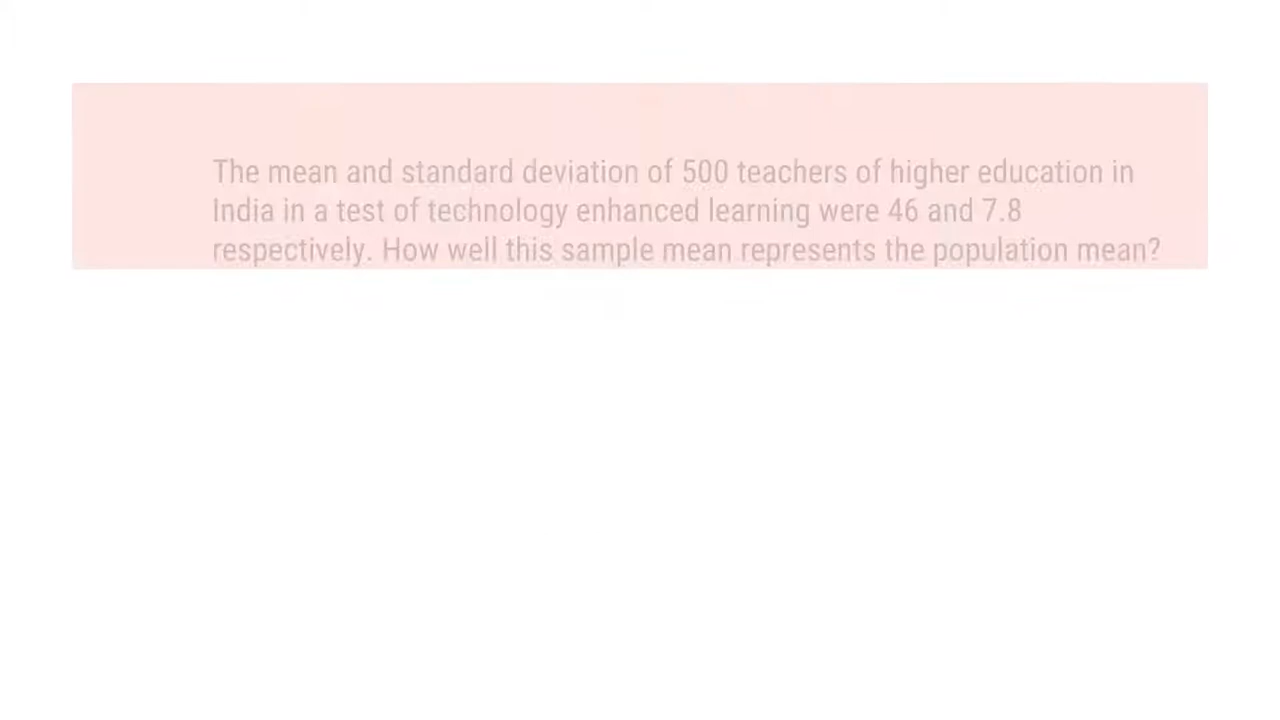 The mean and standard deviation of 500 teachers of higher education in
India in a test of technology enhanced learning were 46 and 7.8
respectively. How well this sample mean represents the population mean?